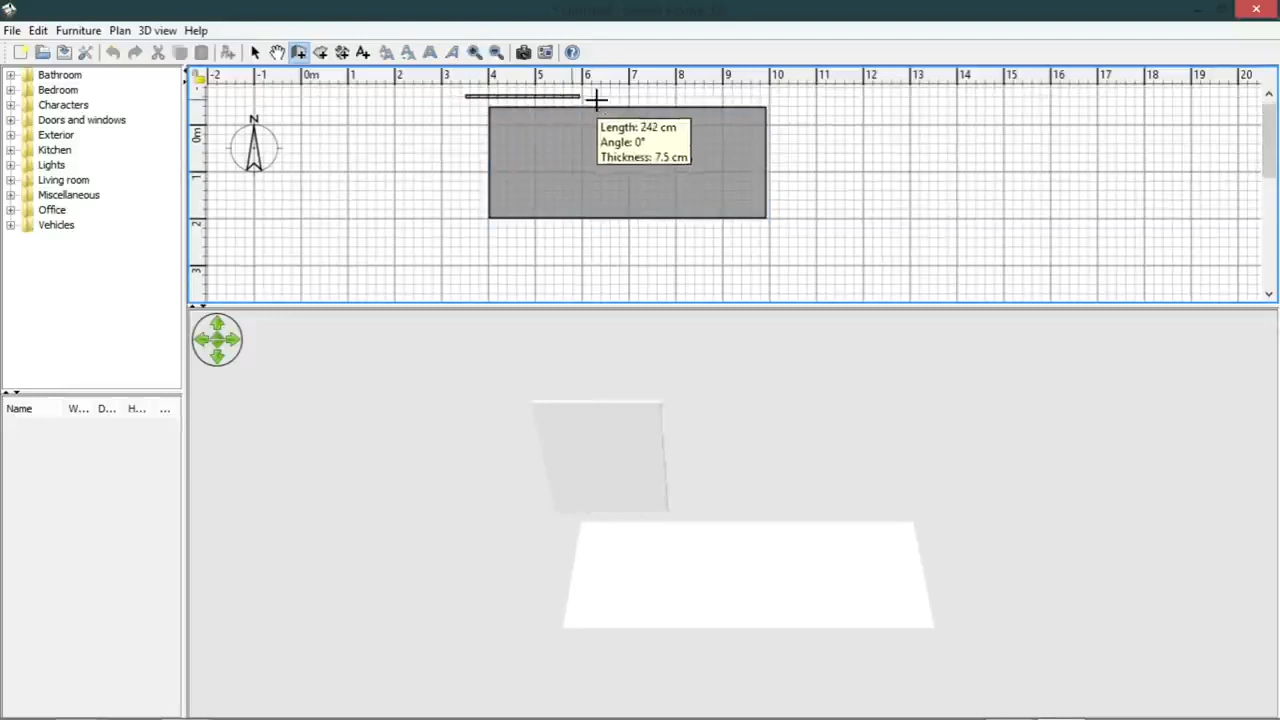 File Edit Furniture Plan 3D view Help
-2 -1 0m 1 2 3 4 5 6 7 8 9 10 11 12 13 14 15 16 17 18 19 20
Bathroom
Bedroom
Characters
Doors and windows
Exterior
Kitchen
Lights
Living room
Miscellaneous
Office
Vehicles
N
0m
1
2
3
Length: 242 cm
Angle: 0°
Thickness: 7.5 cm
Name W... D... H... ...